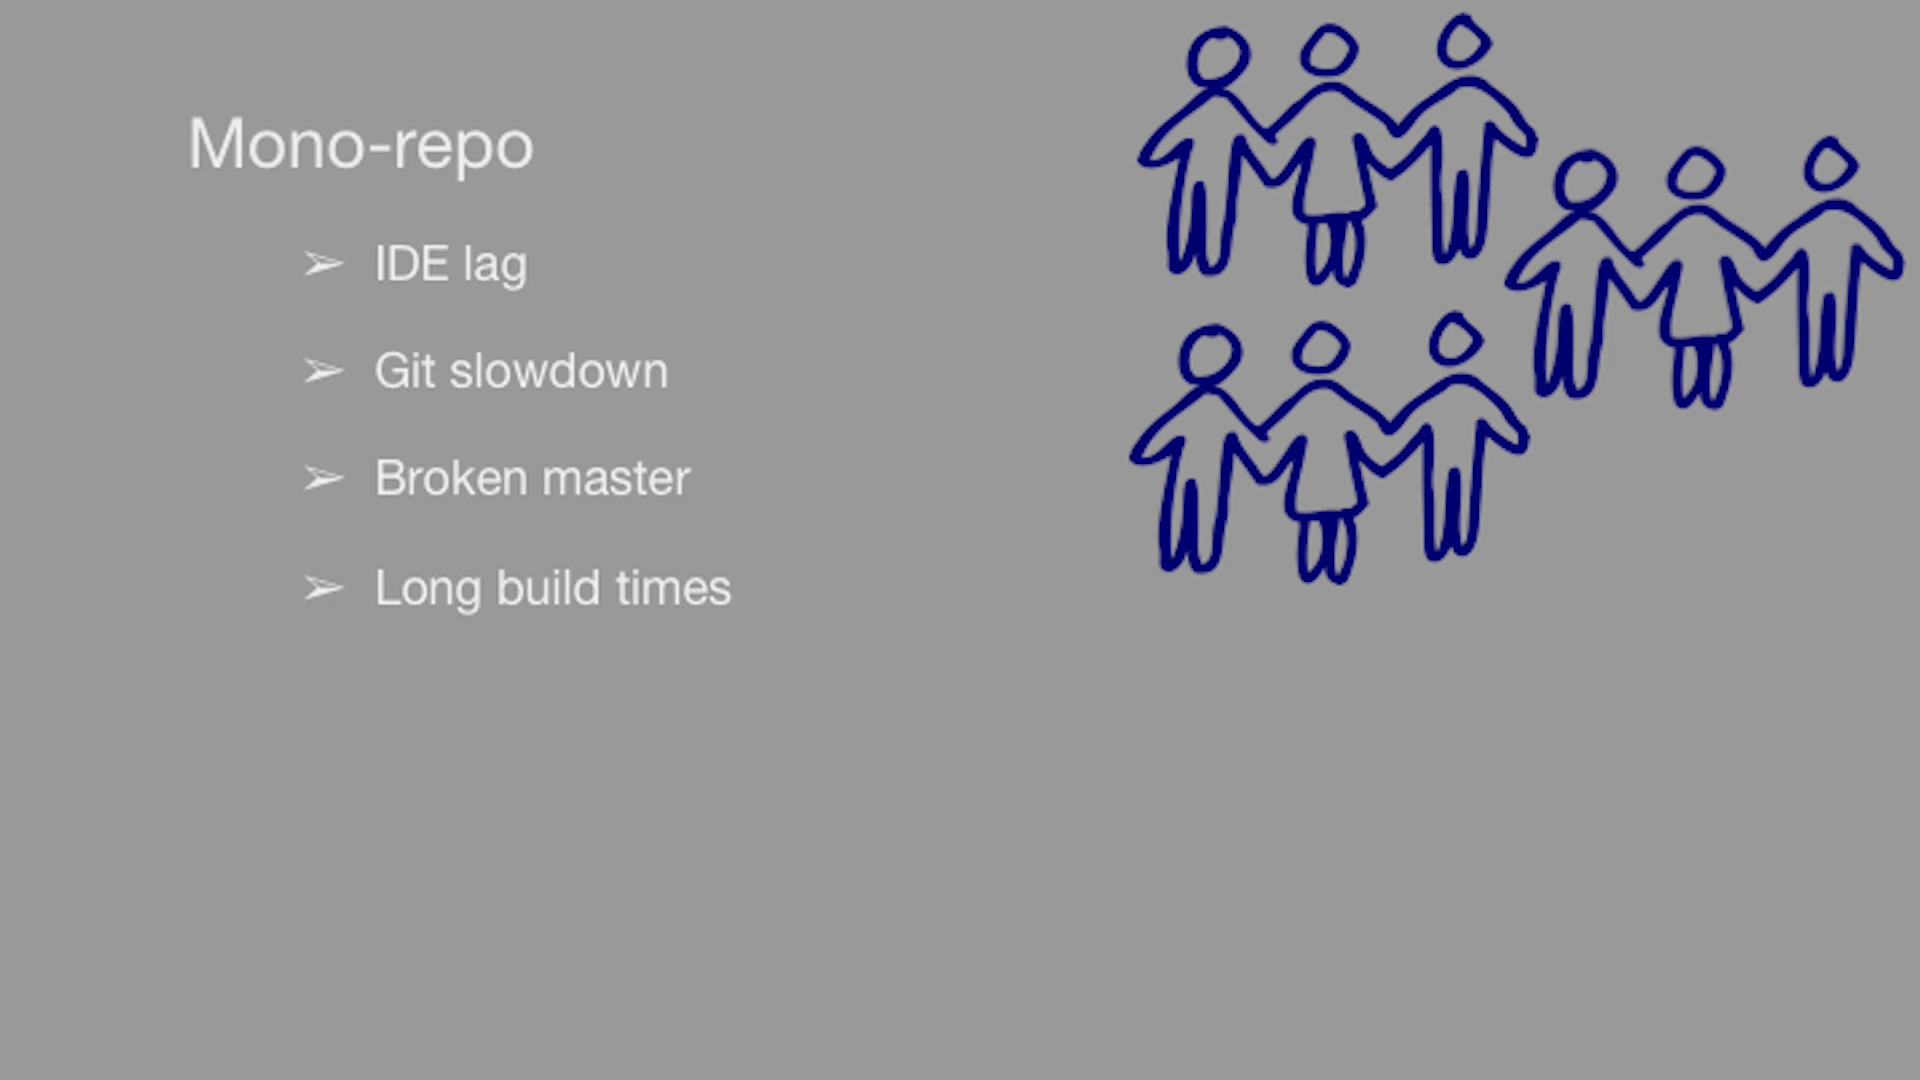 Mono-repo
➢ IDE lag
➢ Git slowdown
➢ Broken master
➢ Long build times